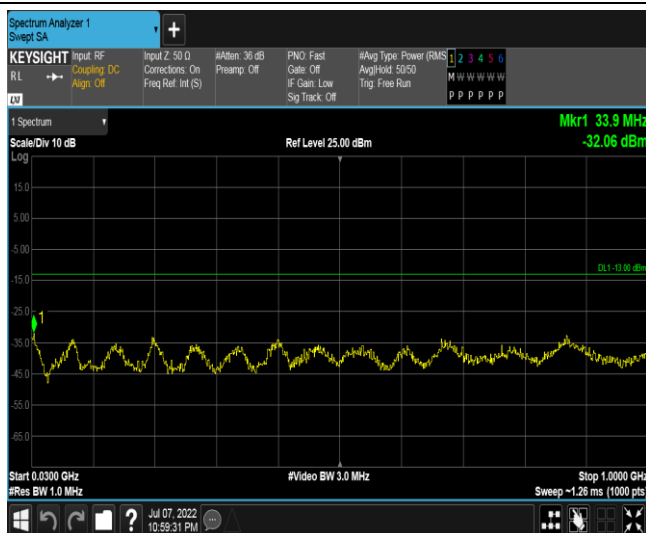 Spectrum Analyzer 1
Swept SA
+
KEYSIGHT
RL
LXI
Input: RF
Coupling: DC
Align: Off
Input Z: 50 Ω
Corrections: On
Freq Ref: Int (S)
#Atten: 36 dB
Preamp: Off
PNO: Fast
Gate: Off
IF Gain: Low
Sig Track: Off
#Avg Type: Power (RMS
Avg|Hold: 50/50
Trig: Free Run
1 2 3 4 5 6
M W W W W W
P P P P P P
1 Spectrum
Scale/Div 10 dB
Ref Level 25.00 dBm
Mkr1 33.9 MHz
-32.06 dBm
Log
15.0
5.00
-5.00
DL1 -13.00 dBm
-15.0
-25.0
1
-35.0
-45.0
-55.0
-65.0
Start 0.0300 GHz
#Video BW 3.0 MHz
Stop 1.0000 GHz
#Res BW 1.0 MHz
Sweep ~1.26 ms (1000 pts)
?
Jul 07, 2022
10:59:31 PM